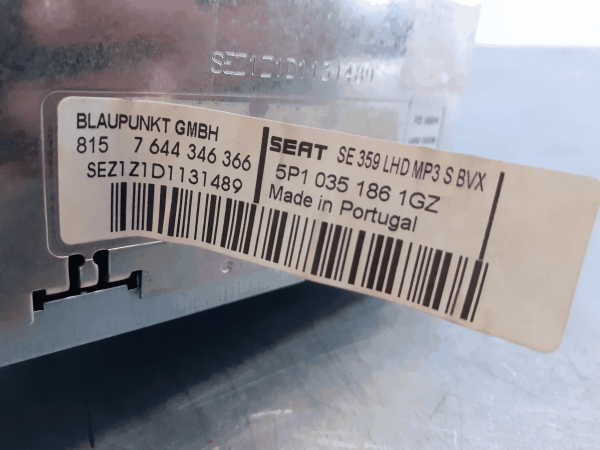 SEZ1Z1D1131489
BLAUPUNKT GMBH
815 7 644 346 366
SEZ1Z1D1131489
SEAT SE 359 LHD MP3 S BVX
5P1 035 186 1GZ
Made in Portugal